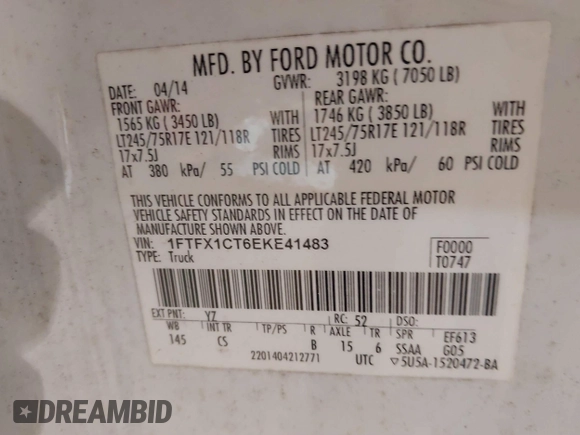 MFD. BY FORD MOTOR CO.
DATE: 04/14 GVWR: 3198 KG ( 7050 LB)
FRONT GAWR: REAR GAWR:
1565 KG ( 3450 LB) WITH 1746 KG ( 3850 LB) WITH
LT245/75R17E 121/118R TIRES LT245/75R17E 121/118R TIRES
17x7.5J RIMS 17x7.5J RIMS
AT 380 kPa/ 55 PSI COLD AT 420 kPa/ 60 PSI COLD
THIS VEHICLE CONFORMS TO ALL APPLICABLE FEDERAL MOTOR
VEHICLE SAFETY STANDARDS IN EFFECT ON THE DATE OF
MANUFACTURE SHOWN ABOVE.
VIN: 1FTFX1CT6EKE41483 F0000
TYPE: Truck T0747
EXT PNT: YZ RC: 52 DSO:
WB INT TR TP/PS R AXLE TR SPR EF613
145 CS B 15 6 SSAA G05
2201404212771 UTC ▽5U5A-1520472-BA
DREAMBID